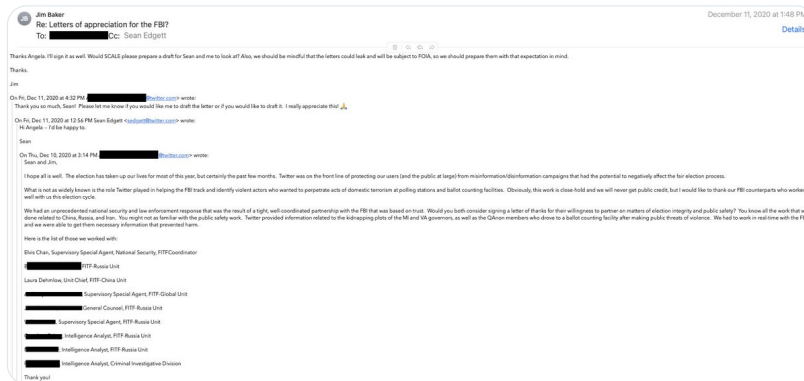 JB
Jim Baker
December 11, 2020 at 1:48 PM
Re: Letters of appreciation for the FBI?
To: Cc: Sean Edgett
Details
Thanks Angela. I'll sign it as well. Would SCALE please prepare a draft for Sean and me to look at? Also, we should be mindful that the letters could leak and will be subject to FOIA, so we should prepare them with that expectation in mind.
Thanks.
Jim
On Fri, Dec 11, 2020 at 4:32 PM @twitter.com> wrote:
Thank you so much, Sean! Please let me know if you would like me to draft the letter or if you would like to draft it. I really appreciate this! 🙏
On Fri, Dec 11, 2020 at 12:56 PM Sean Edgett <sedgett@twitter.com> wrote:
Hi Angela – I'd be happy to.
Sean
On Thu, Dec 10, 2020 at 3:14 PM @twitter.com> wrote:
Sean and Jim,
I hope all is well. The election has taken up our lives for most of this year, but certainly the past few months. Twitter was on the front line of protecting our users (and the public at large) from misinformation/disinformation campaigns that had the potential to negatively affect the fair election process.
What is not as widely known is the role Twitter played in helping the FBI track and identify violent actors who wanted to perpetrate acts of domestic terrorism at polling stations and ballot counting facilities. Obviously, this work is close-hold and we will never get public credit, but I would like to thank our FBI counterparts who worked
well with us this election cycle.
We had an unprecedented national security and law enforcement response that was the result of a tight, well-coordinated partnership with the FBI that was based on trust. Would you both consider signing a letter of thanks for their willingness to partner on matters of election integrity and public safety? You know all the work that w
done related to China, Russia, and Iran. You might not as familiar with the public safety work. Twitter provided information related to the kidnapping plots of the MI and VA governors, as well as the QAnon members who drove to a ballot counting facility after making public threats of violence. We had to work in real-time with the F
and we were able to get them necessary information that prevented harm.
Here is the list of those we worked with:
Elvis Chan, Supervisory Special Agent, National Security, FITFCoordinator
FITF-Russia Unit
Laura Dehmlow, Unit Chief, FITF-China Unit
, Supervisory Special Agent, FITF-Global Unit
General Counsel, FITF-Russia Unit
, Supervisory Special Agent, FITF-Russia Unit
, Intelligence Analyst, FITF-Russia Unit
, Intelligence Analyst, FITF-Russia Unit
, Intelligence Analyst, Criminal Investigative Division
Thank you!